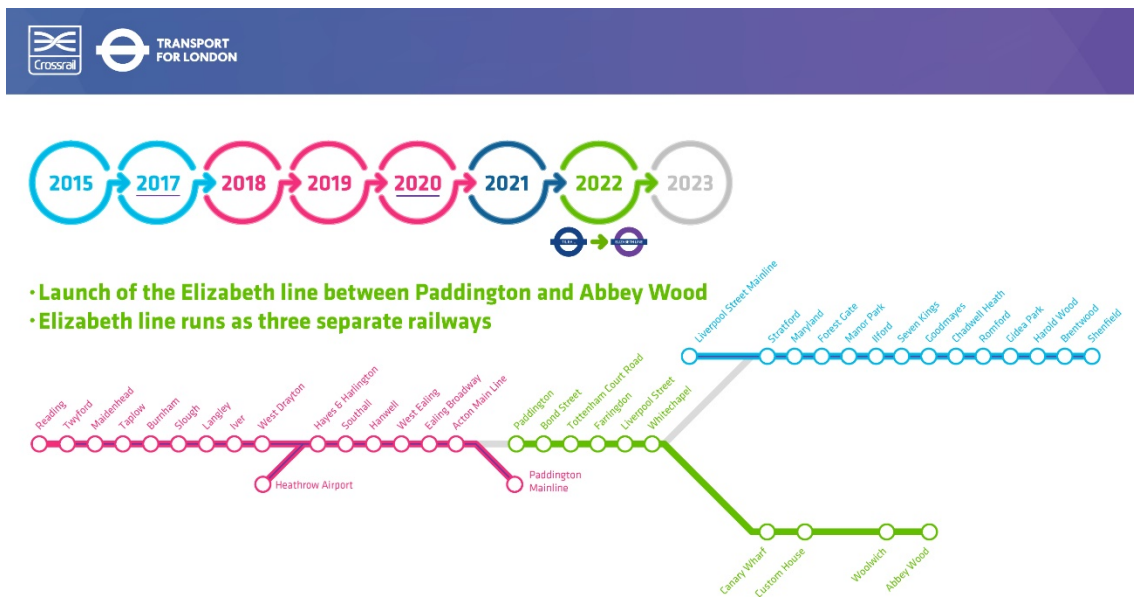 Crossrail
TRANSPORT
FOR LONDON
2015
2017
2018
2019
2020
2021
2022
2023
· Launch of the Elizabeth line between Paddington and Abbey Wood
· Elizabeth line runs as three separate railways
Liverpool Street Mainline
Stratford
Maryland
Forest Gate
Manor Park
Ilford
Seven Kings
Goodmayes
Chadwell Heath
Romford
Gidea Park
Harold Wood
Brentwood
Shenfield
Reading
Twyford
Maidenhead
Taplow
Burnham
Slough
Langley
Iver
West Drayton
Hayes & Harlington
Southall
Hanwell
West Ealing
Ealing Broadway
Acton Main Line
Paddington
Bond Street
Tottenham Court Road
Farringdon
Liverpool Street
Whitechapel
Heathrow Airport
Paddington
Mainline
Canary Wharf
Custom House
Woolwich
Abbey Wood